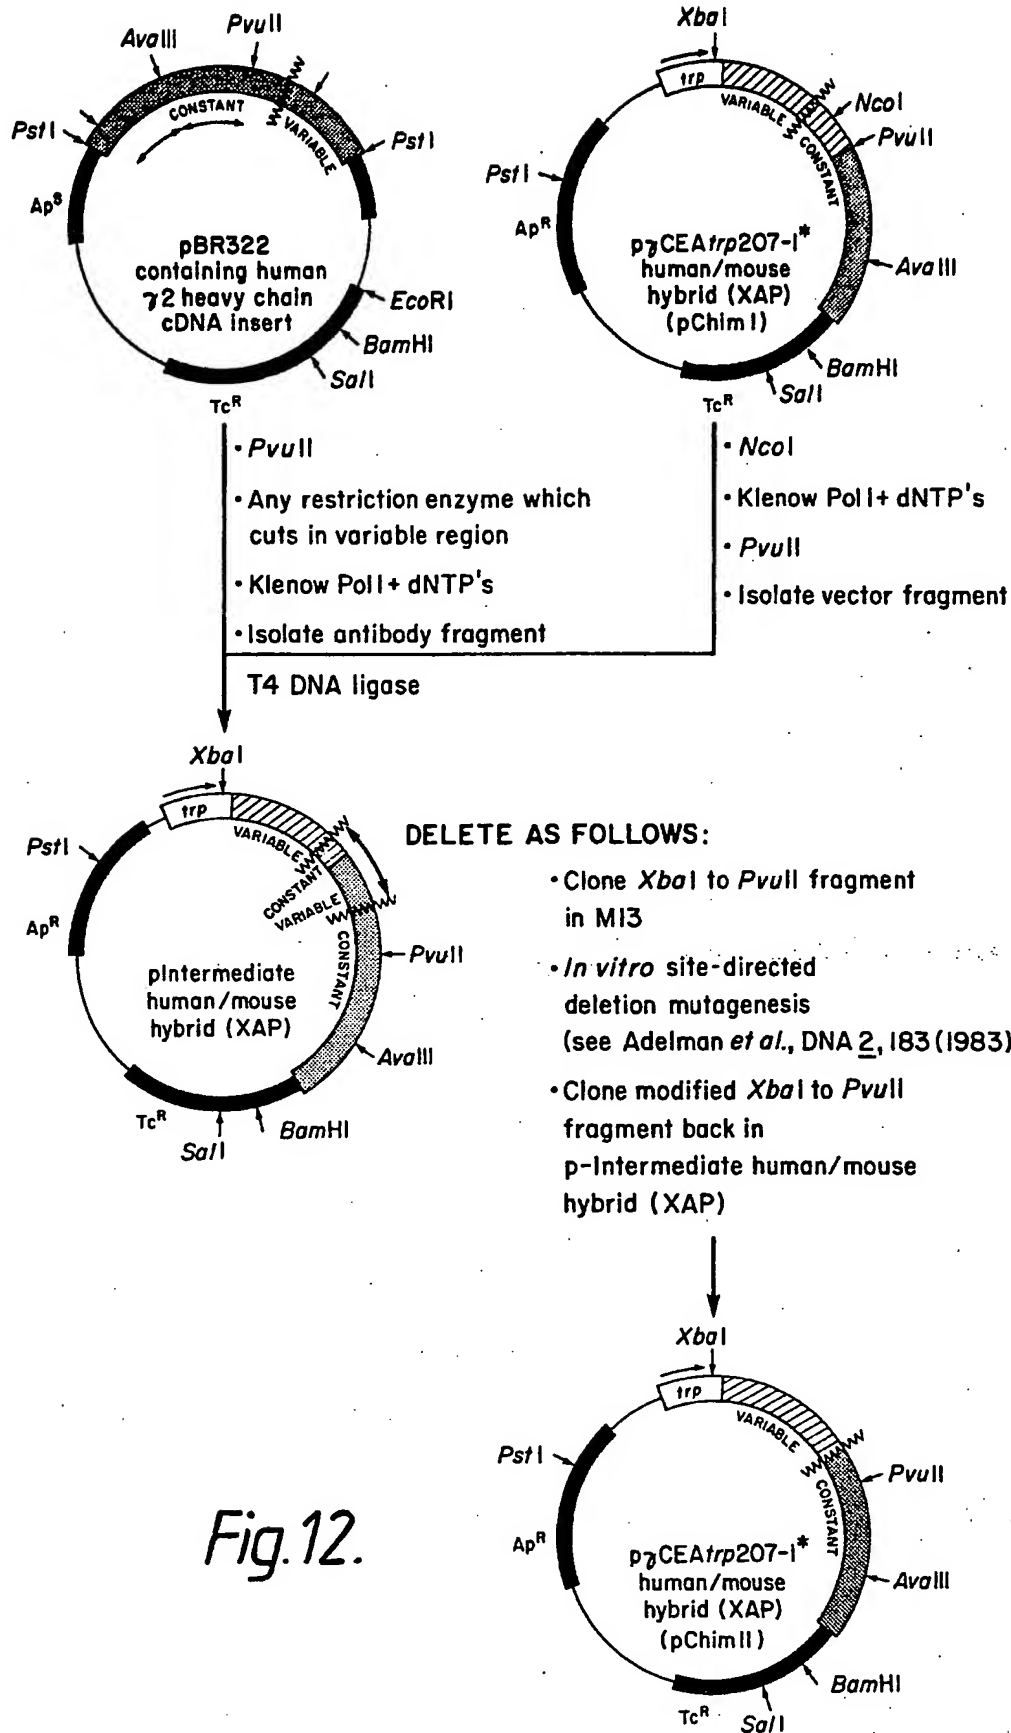 PvuII
AvaIII
CONSTANT
VARIABLE
PstI
PstI
Ap^S
pBR322
containing human
γ2 heavy chain
cDNA insert
EcoRI
BamHI
SalI
Tc^R
XbaI
trp
VARIABLE
CONSTANT
NcoI
PvuII
PstI
Ap^R
pγCEAtrp207-1*
human/mouse
hybrid (XAP)
(pChim I)
AvaIII
BamHI
SalI
Tc^R
• PvuII
• Any restriction enzyme which
cuts in variable region
• Klenow Pol I + dNTP's
• Isolate antibody fragment
• NcoI
• Klenow Pol I + dNTP's
• PvuII
• Isolate vector fragment
T4 DNA ligase
XbaI
trp
VARIABLE
CONSTANT
VARIABLE
CONSTANT
PstI
Ap^R
PvuII
pIntermediate
human/mouse
hybrid (XAP)
AvaIII
BamHI
SalI
Tc^R
DELETE AS FOLLOWS:
• Clone XbaI to PvuII fragment
in M13
• In vitro site-directed
deletion mutagenesis
(see Adelman et al., DNA 2, 183 (1983)
• Clone modified XbaI to PvuII
fragment back in
p-Intermediate human/mouse
hybrid (XAP)
XbaI
trp
VARIABLE
CONSTANT
PstI
PvuII
Ap^R
pγCEAtrp207-1*
human/mouse
hybrid (XAP)
(pChim II)
AvaIII
BamHI
SalI
Tc^R
Fig.12.